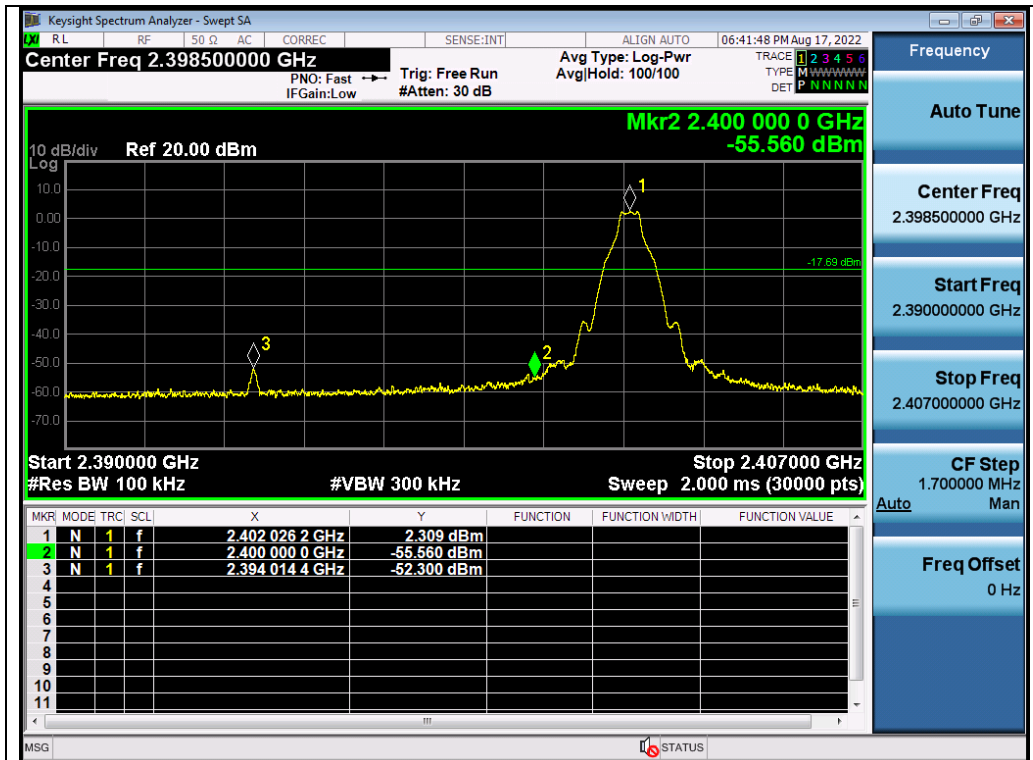 Keysight Spectrum Analyzer - Swept SA
LXI RL RF 50 Ω AC CORREC SENSE:INT ALIGN AUTO 06:41:48 PM Aug 17, 2022
Center Freq 2.398500000 GHz
PNO: Fast
IFGain:Low
Trig: Free Run
#Atten: 30 dB
Avg Type: Log-Pwr
Avg|Hold: 100/100
TRACE 1 2 3 4 5 6
TYPE M WWWWW
DET P N N N N N
Mkr2 2.400 000 0 GHz
-55.560 dBm
10 dB/div Ref 20.00 dBm
Log
10.0
0.00
-10.0
-20.0
-30.0
-40.0
-50.0
-60.0
-70.0
1
-17.69 dBm
3
2
Start 2.390000 GHz Stop 2.407000 GHz
#Res BW 100 kHz #VBW 300 kHz Sweep 2.000 ms (30000 pts)
MKR MODE TRC SCL X Y FUNCTION FUNCTION WIDTH FUNCTION VALUE
1 N 1 f 2.402 026 2 GHz 2.309 dBm
2 N 1 f 2.400 000 0 GHz -55.560 dBm
3 N 1 f 2.394 014 4 GHz -52.300 dBm
4
5
6
7
8
9
10
11
MSG STATUS
Frequency
Auto Tune
Center Freq
2.398500000 GHz
Start Freq
2.390000000 GHz
Stop Freq
2.407000000 GHz
CF Step
1.700000 MHz
Auto Man
Freq Offset
0 Hz